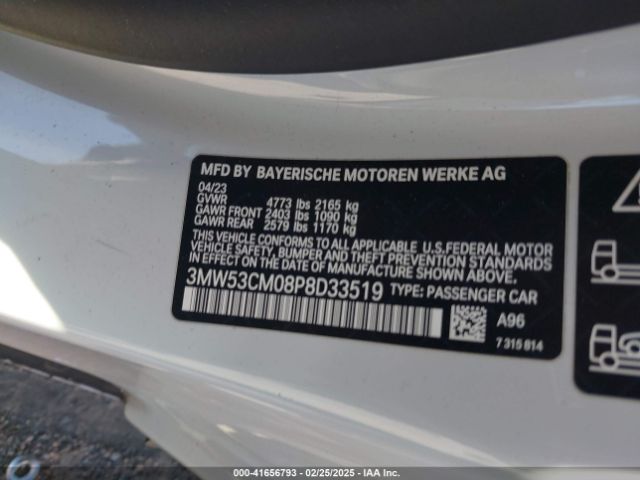 MFD BY BAYERISCHE MOTOREN WERKE AG
04/23
GVWR 4773 lbs 2165 kg
GAWR FRONT 2403 lbs 1090 kg
GAWR REAR 2579 lbs 1170 kg
THIS VEHICLE CONFORMS TO ALL APPLICABLE U.S.FEDERAL MOTOR
VEHICLE SAFETY, BUMPER AND THEFT PREVENTION STANDARDS
IN EFFECT ON THE DATE OF MANUFACTURE SHOWN ABOVE.
3MW53CM08P8D33519 TYPE: PASSENGER CAR
A96
7 315 814
000-41656793 / 02/25/2025 - IAA Inc.